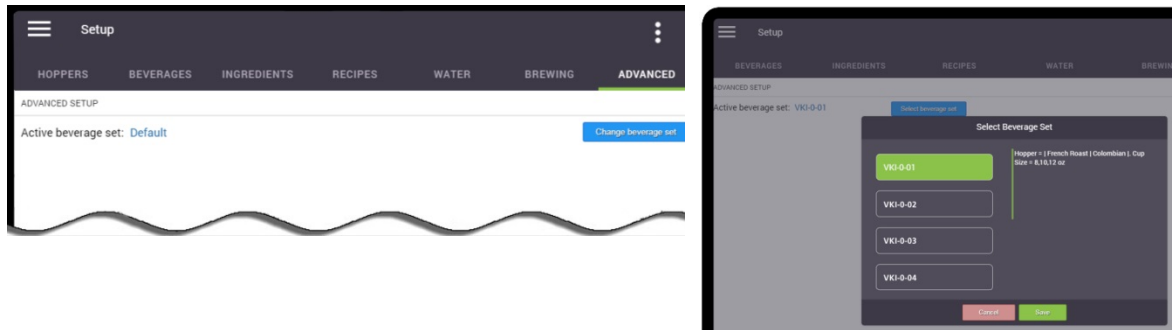 Setup
HOPPERS BEVERAGES INGREDIENTS RECIPES WATER BREWING ADVANCED
ADVANCED SETUP
Active beverage set: Default
Change beverage set
Setup
BEVERAGES INGREDIENTS RECIPES WATER BREWIN
ADVANCED SETUP
Active beverage set: VKI-0-01
Select beverage set
Select Beverage Set
VKI-0-01
VKI-0-02
VKI-0-03
VKI-0-04
Hopper = | French Roast | Colombian |. Cup
Size = 8,10,12 oz
Cancel
Save